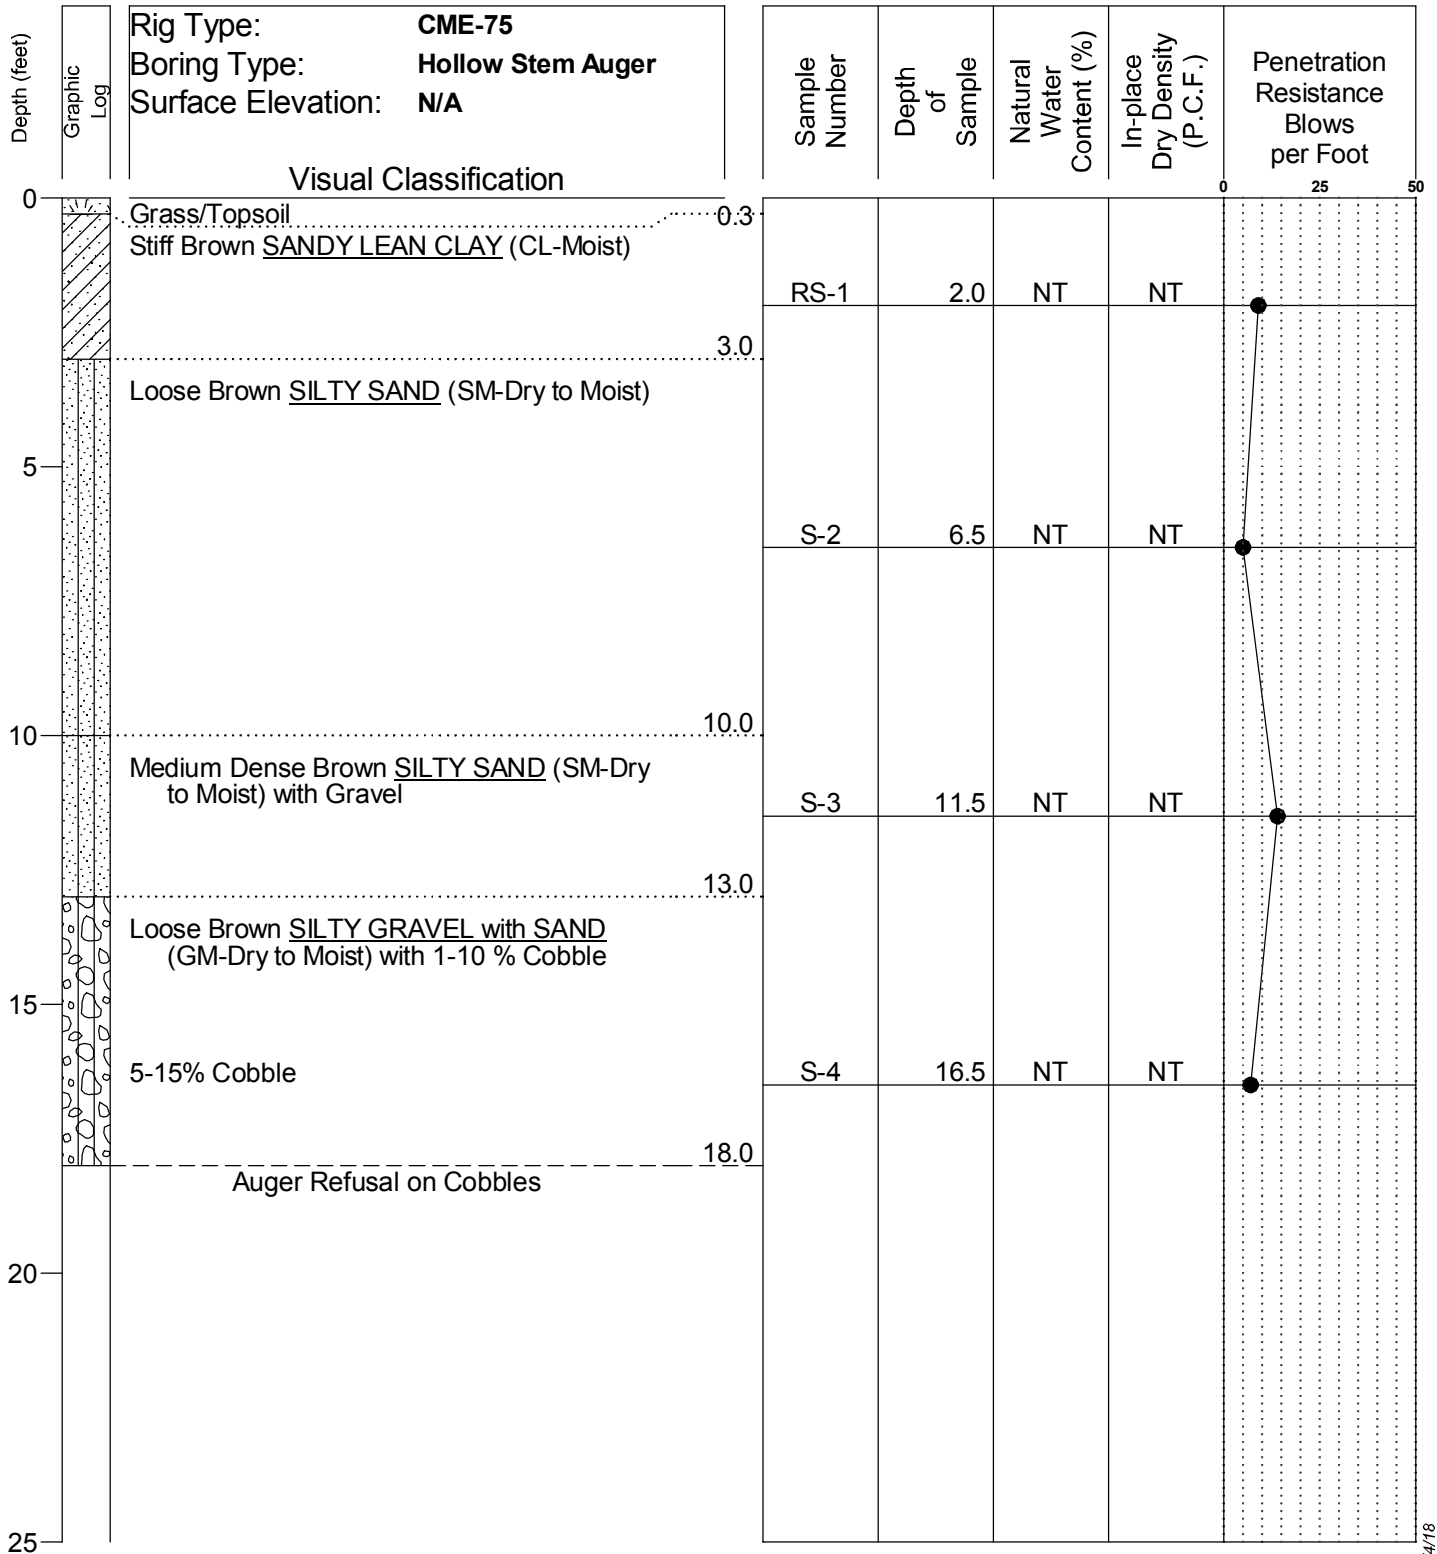 Depth (feet)
Graphic
Log
Rig Type: CME-75
Boring Type: Hollow Stem Auger
Surface Elevation: N/A
Visual Classification
Sample
Number
Depth
of
Sample
Natural
Water
Content (%)
In-place
Dry Density
(P.C.F.)
Penetration
Resistance
Blows
per Foot
0 25 50
0
Grass/Topsoil 0.3
Stiff Brown SANDY LEAN CLAY (CL-Moist)
RS-1 2.0 NT NT
3.0
Loose Brown SILTY SAND (SM-Dry to Moist)
5
S-2 6.5 NT NT
10.0
10
Medium Dense Brown SILTY SAND (SM-Dry
to Moist) with Gravel
S-3 11.5 NT NT
13.0
Loose Brown SILTY GRAVEL with SAND
(GM-Dry to Moist) with 1-10 % Cobble
15
5-15% Cobble
S-4 16.5 NT NT
18.0
Auger Refusal on Cobbles
20
25
4/18